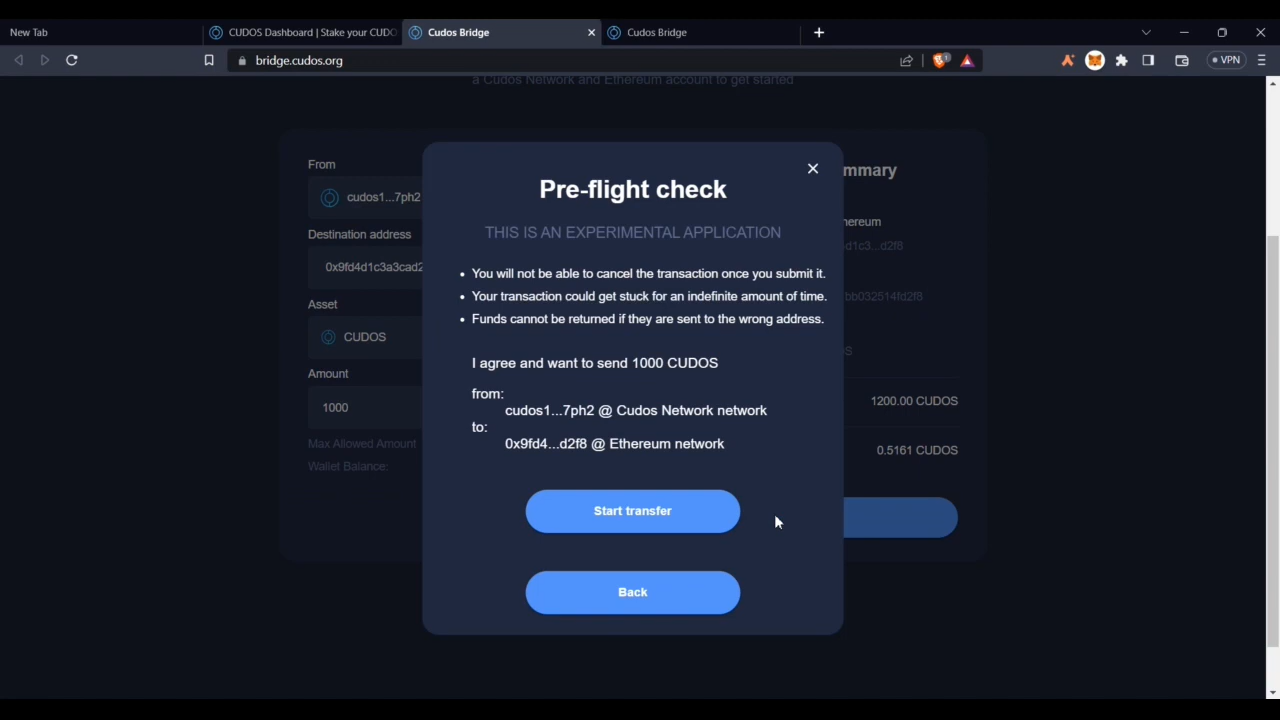 New Tab
CUDOS Dashboard | Stake your CUDO
Cudos Bridge
Cudos Bridge
bridge.cudos.org
1
VPN
a Cudos Network and Ethereum account to get started
From
cudos1...7ph2
Destination address
0x9fd4d1c3a3cad2
Asset
CUDOS
Amount
1000
Max Allowed Amount
Wallet Balance:
Pre-flight check
THIS IS AN EXPERIMENTAL APPLICATION
• You will not be able to cancel the transaction once you submit it.
• Your transaction could get stuck for an indefinite amount of time.
• Funds cannot be returned if they are sent to the wrong address.
I agree and want to send 1000 CUDOS
from:
cudos1...7ph2 @ Cudos Network network
to:
0x9fd4...d2f8 @ Ethereum network
Start transfer
Back
mmary
hereum
d1c3...d2f8
bb032514fd2f8
S
1200.00 CUDOS
0.5161 CUDOS